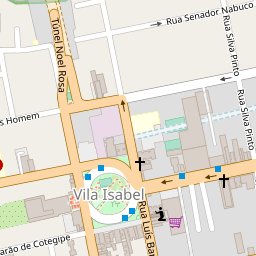 Rua Senador Nabuco
Túnel Noel Rosa
Rua Silva Pinto
s Homem
Rua Silva Pinto
Vila Isabel
Rua Luís Ba
arão de Cotegipe